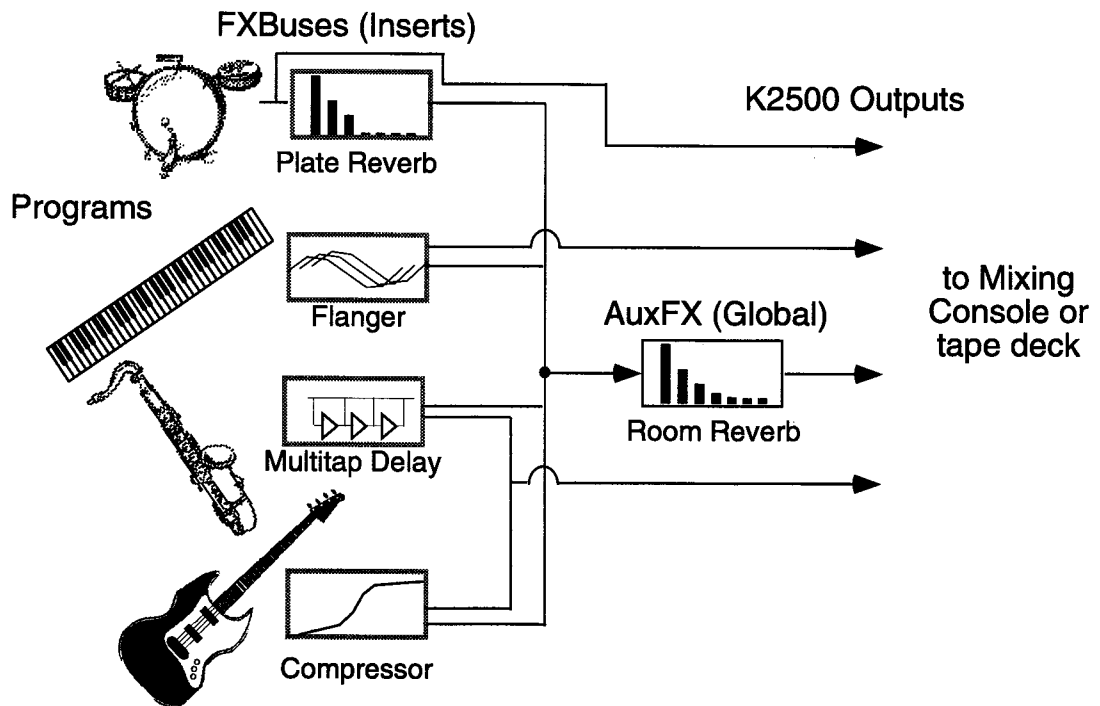 FXBuses (Inserts)
K2500 Outputs
Plate Reverb
Programs
Flanger
AuxFX (Global)
to Mixing
Console or
tape deck
Room Reverb
Multitap Delay
Compressor